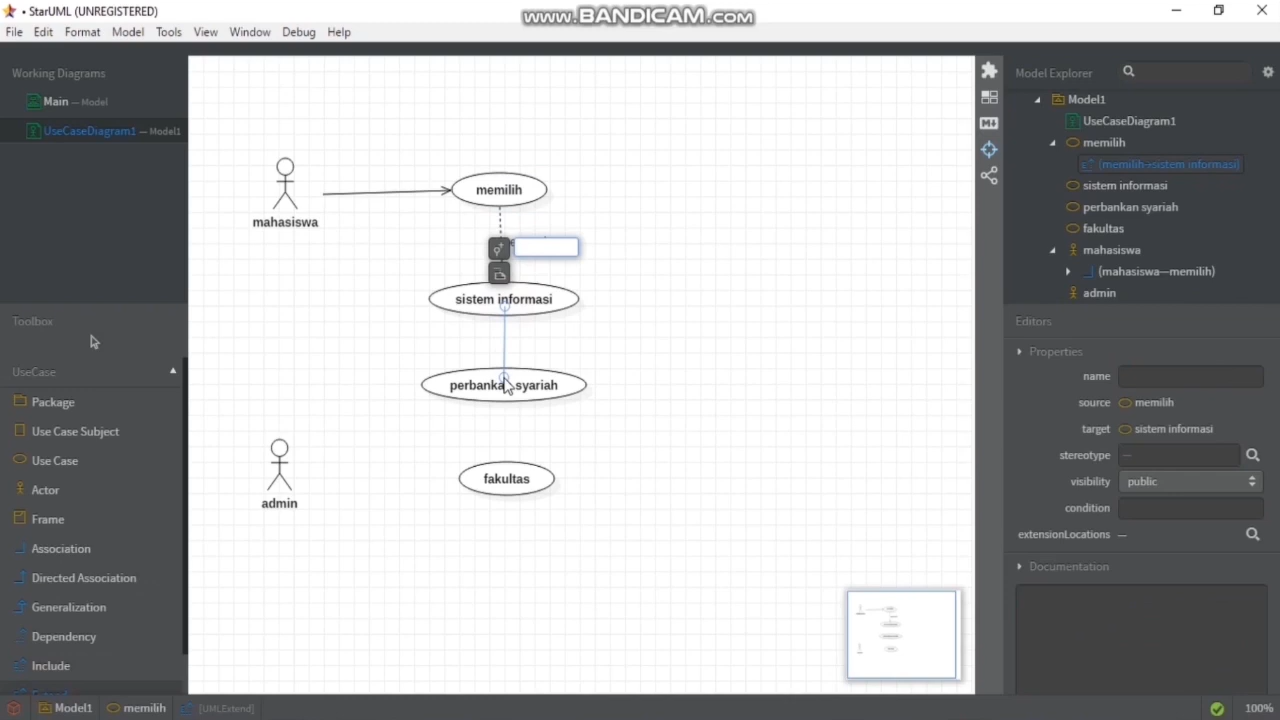 • StarUML (UNREGISTERED)
www.BANDICAM.com
File Edit Format Model Tools View Window Debug Help
Working Diagrams
Main — Model
UseCaseDiagram1 — Model1
Toolbox
UseCase
Package
Use Case Subject
Use Case
Actor
Frame
Association
Directed Association
Generalization
Dependency
Include
mahasiswa
memilih
sistem informasi
perbankan syariah
admin
fakultas
Model Explorer
Model1
UseCaseDiagram1
memilih
(memilih→sistem informasi)
sistem informasi
perbankan syariah
fakultas
mahasiswa
(mahasiswa—memilih)
admin
Editors
Properties
name
source memilih
target sistem informasi
stereotype —
visibility public
condition
extensionLocations —
Documentation
Model1 memilih [UMLExtend]
100%